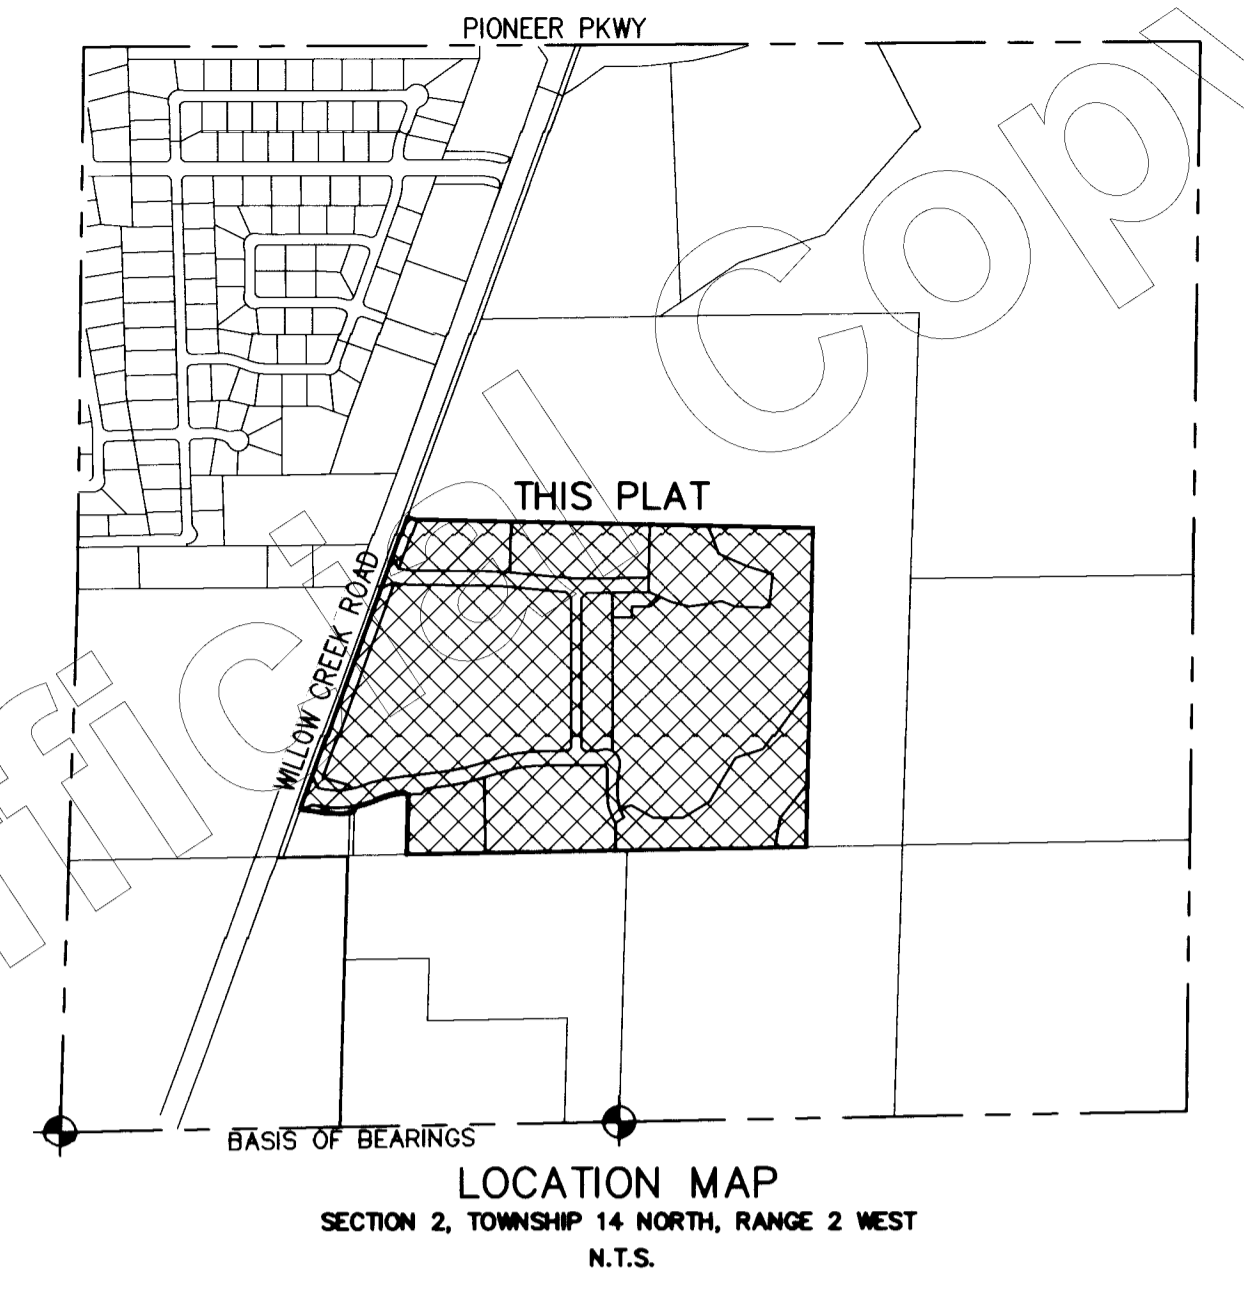 PIONEER PKWY
THIS PLAT
WILLOW CREEK ROAD
BASIS OF BEARINGS
LOCATION MAP
SECTION 2, TOWNSHIP 14 NORTH, RANGE 2 WEST
N.T.S.